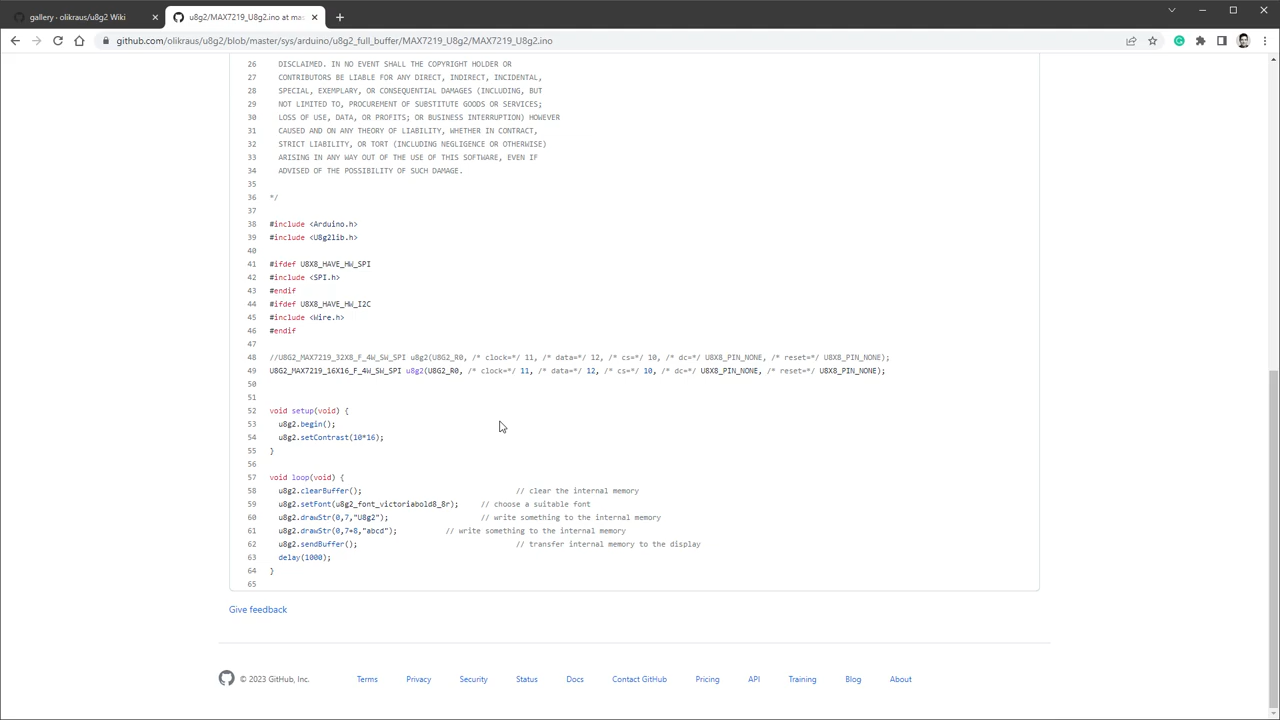 gallery · olikraus/u8g2 Wiki
u8g2/MAX7219_U8g2.ino at mas
github.com/olikraus/u8g2/blob/master/sys/arduino/u8g2_full_buffer/MAX7219_U8g2/MAX7219_U8g2.ino
26 DISCLAIMED. IN NO EVENT SHALL THE COPYRIGHT HOLDER OR
27 CONTRIBUTORS BE LIABLE FOR ANY DIRECT, INDIRECT, INCIDENTAL,
28 SPECIAL, EXEMPLARY, OR CONSEQUENTIAL DAMAGES (INCLUDING, BUT
29 NOT LIMITED TO, PROCUREMENT OF SUBSTITUTE GOODS OR SERVICES;
30 LOSS OF USE, DATA, OR PROFITS; OR BUSINESS INTERRUPTION) HOWEVER
31 CAUSED AND ON ANY THEORY OF LIABILITY, WHETHER IN CONTRACT,
32 STRICT LIABILITY, OR TORT (INCLUDING NEGLIGENCE OR OTHERWISE)
33 ARISING IN ANY WAY OUT OF THE USE OF THIS SOFTWARE, EVEN IF
34 ADVISED OF THE POSSIBILITY OF SUCH DAMAGE.
35
36 */
37
38 #include <Arduino.h>
39 #include <U8g2lib.h>
40
41 #ifdef U8X8_HAVE_HW_SPI
42 #include <SPI.h>
43 #endif
44 #ifdef U8X8_HAVE_HW_I2C
45 #include <Wire.h>
46 #endif
47
48 //U8G2_MAX7219_32X8_F_4W_SW_SPI u8g2(U8G2_R0, /* clock=*/ 11, /* data=*/ 12, /* cs=*/ 10, /* dc=*/ U8X8_PIN_NONE, /* reset=*/ U8X8_PIN_NONE);
49 U8G2_MAX7219_16X16_F_4W_SW_SPI u8g2(U8G2_R0, /* clock=*/ 11, /* data=*/ 12, /* cs=*/ 10, /* dc=*/ U8X8_PIN_NONE, /* reset=*/ U8X8_PIN_NONE);
50
51
52 void setup(void) {
53 u8g2.begin();
54 u8g2.setContrast(10*16);
55 }
56
57 void loop(void) {
58 u8g2.clearBuffer(); // clear the internal memory
59 u8g2.setFont(u8g2_font_victoriabold8_8r); // choose a suitable font
60 u8g2.drawStr(0,7,"U8g2"); // write something to the internal memory
61 u8g2.drawStr(0,7+8,"abcd"); // write something to the internal memory
62 u8g2.sendBuffer(); // transfer internal memory to the display
63 delay(1000);
64 }
65
Give feedback
© 2023 GitHub, Inc. Terms Privacy Security Status Docs Contact GitHub Pricing API Training Blog About